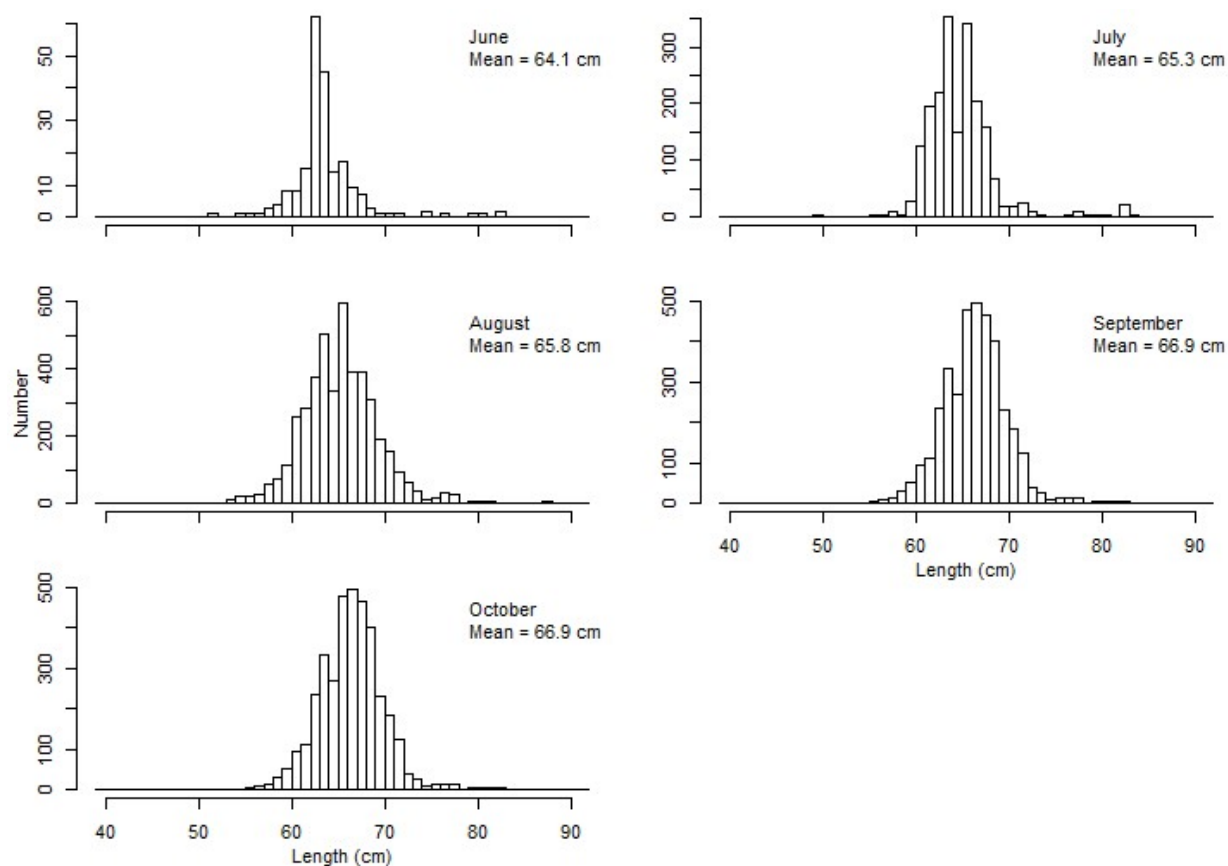 June
Mean = 64.1 cm
50
30
10
0
July
Mean = 65.3 cm
300
200
100
0
August
Mean = 65.8 cm
600
400
200
0
Number
September
Mean = 66.9 cm
500
300
100
0
40 50 60 70 80 90
Length (cm)
October
Mean = 66.9 cm
500
300
100
0
40 50 60 70 80 90
Length (cm)